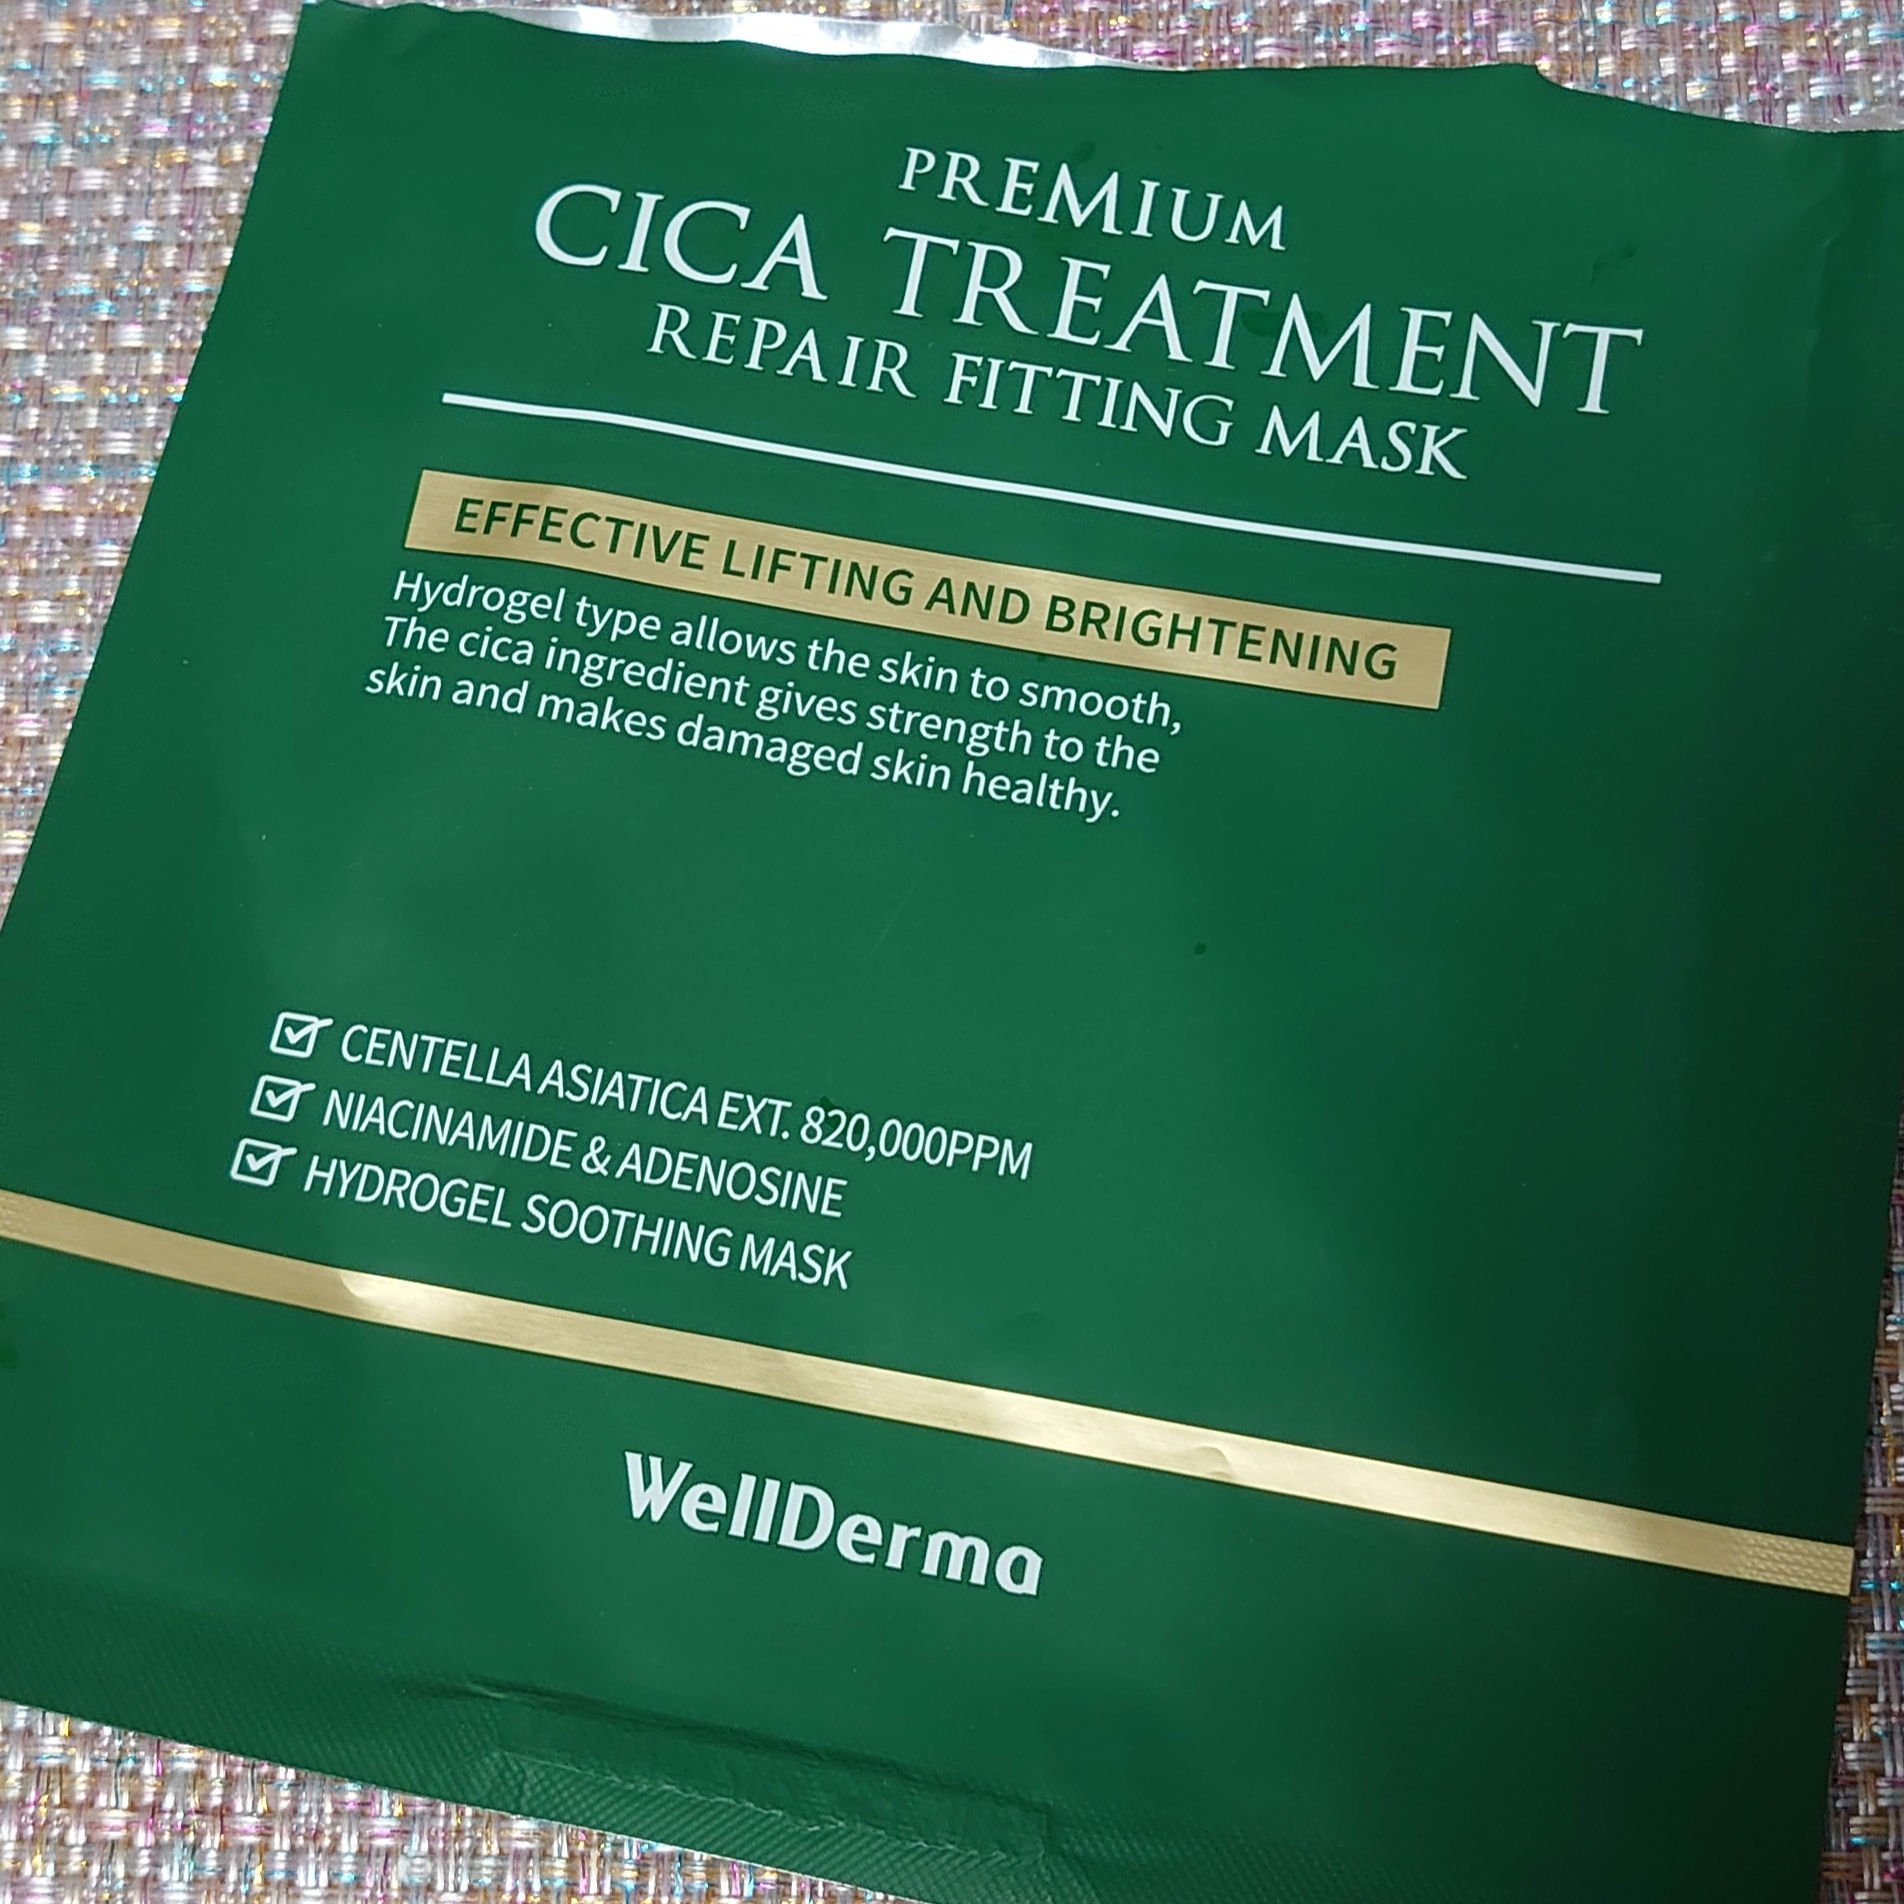 PREMIUM
CICA TREATMENT
REPAIR FITTING MASK
EFFECTIVE LIFTING AND BRIGHTENING
Hydrogel type allows the skin to smooth,
The cica ingredient gives strength to the
skin and makes damaged skin healthy.
CENTELLA ASIATICA EXT. 820,000PPM
NIACINAMIDE & ADENOSINE
HYDROGEL SOOTHING MASK
WellDerma